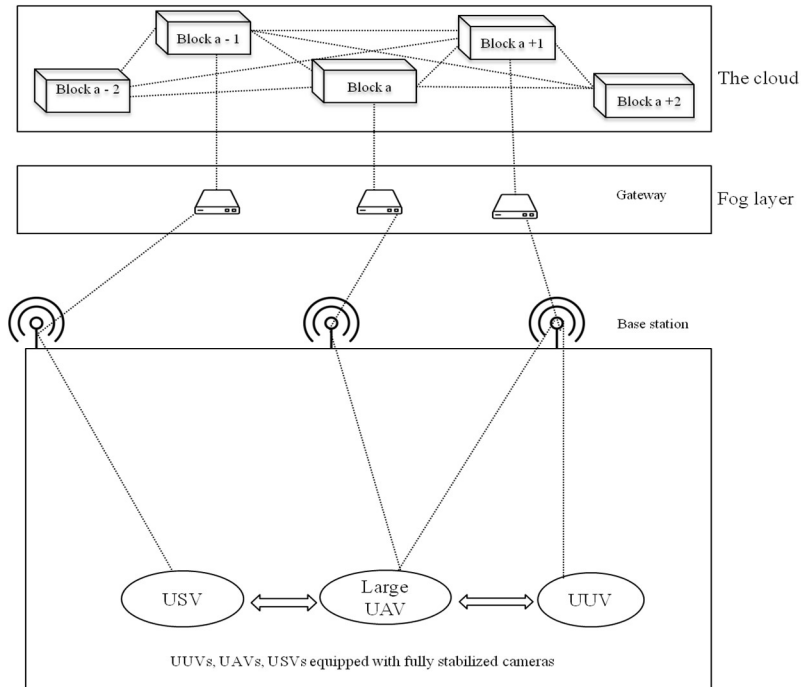 Block a - 1
Block a +1
Block a - 2
Block a
Block a +2
The cloud
Gateway
Fog layer
Base station
USV
Large
UAV
UUV
UUVs, UAVs, USVs equipped with fully stabilized cameras